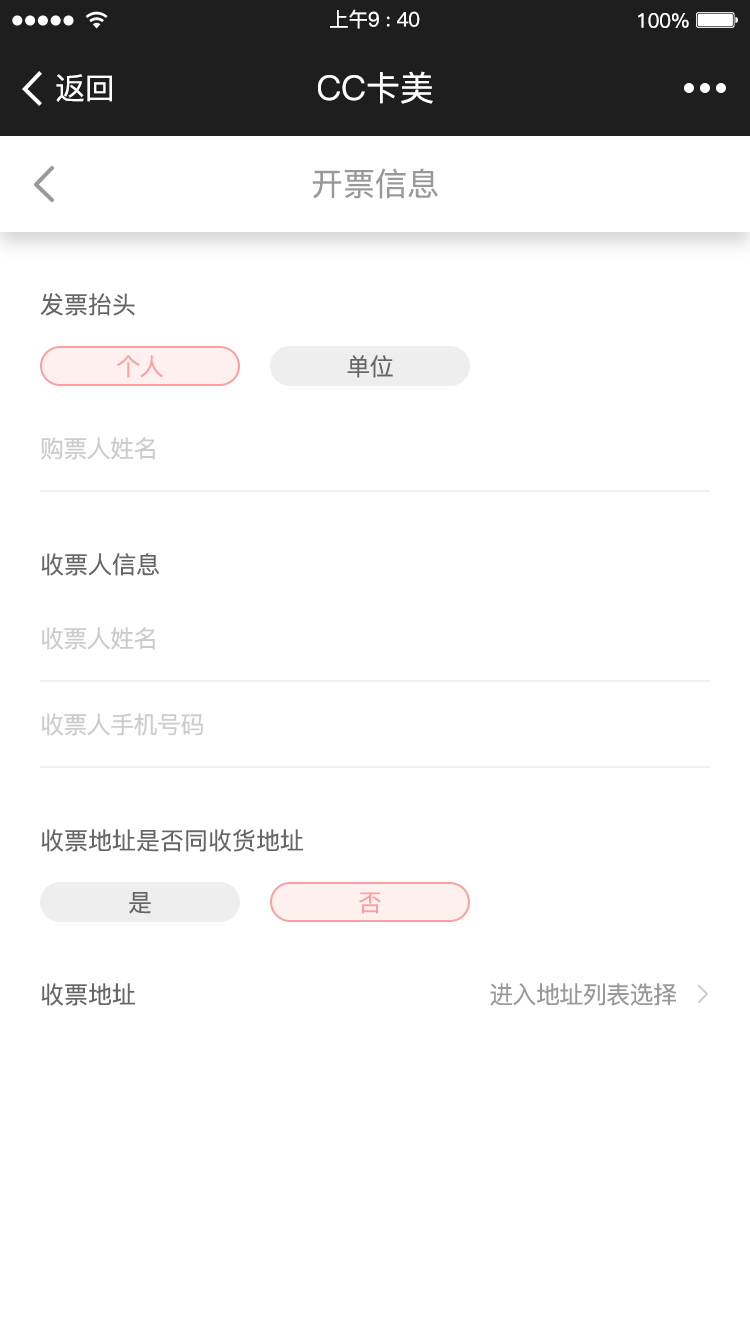 上午9 : 40
100%
返回
CC卡美
开票信息
发票抬头
个人
单位
购票人姓名
收票人信息
收票人姓名
收票人手机号码
收票地址是否同收货地址
是
否
收票地址
进入地址列表选择